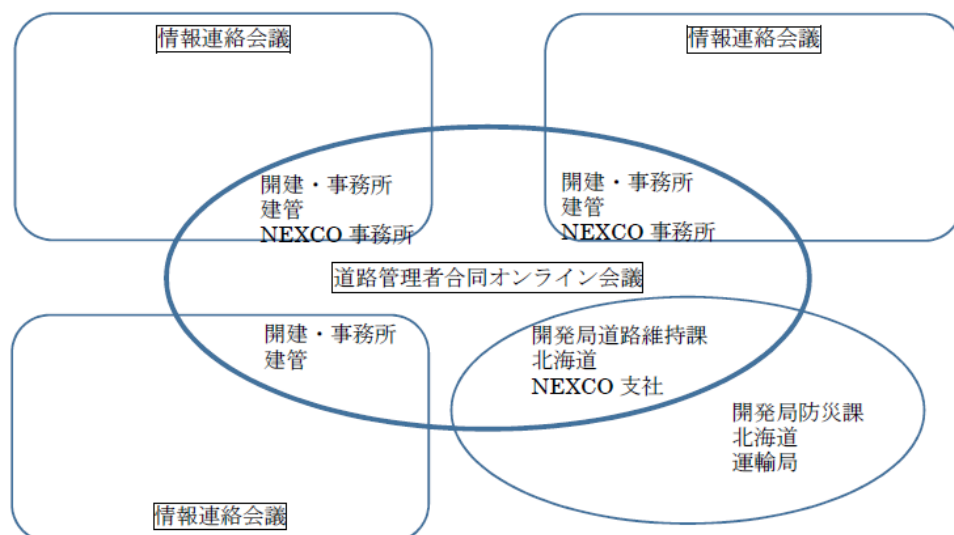 情報連絡会議
情報連絡会議
開建・事務所
建管
NEXCO 事務所
開建・事務所
建管
NEXCO 事務所
道路管理者合同オンライン会議
開建・事務所
建管
開発局道路維持課
北海道
NEXCO 支社
開発局防災課
北海道
運輸局
情報連絡会議